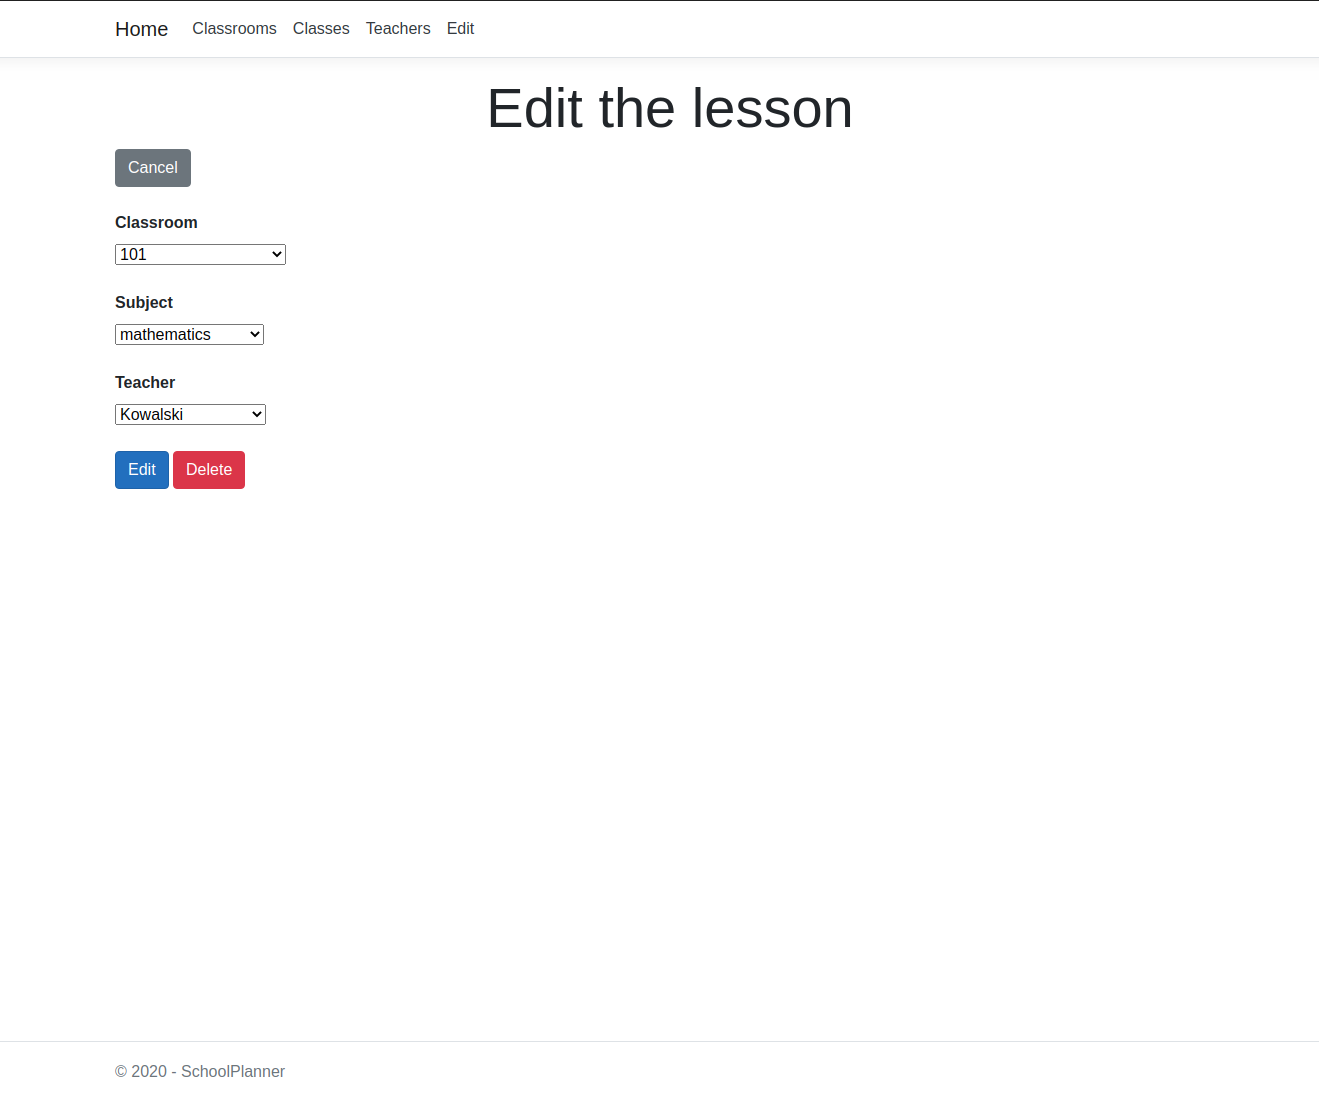 Home Classrooms Classes Teachers Edit
Edit the lesson
Cancel
Classroom
101
Subject
mathematics
Teacher
Kowalski
Edit Delete
© 2020 - SchoolPlanner